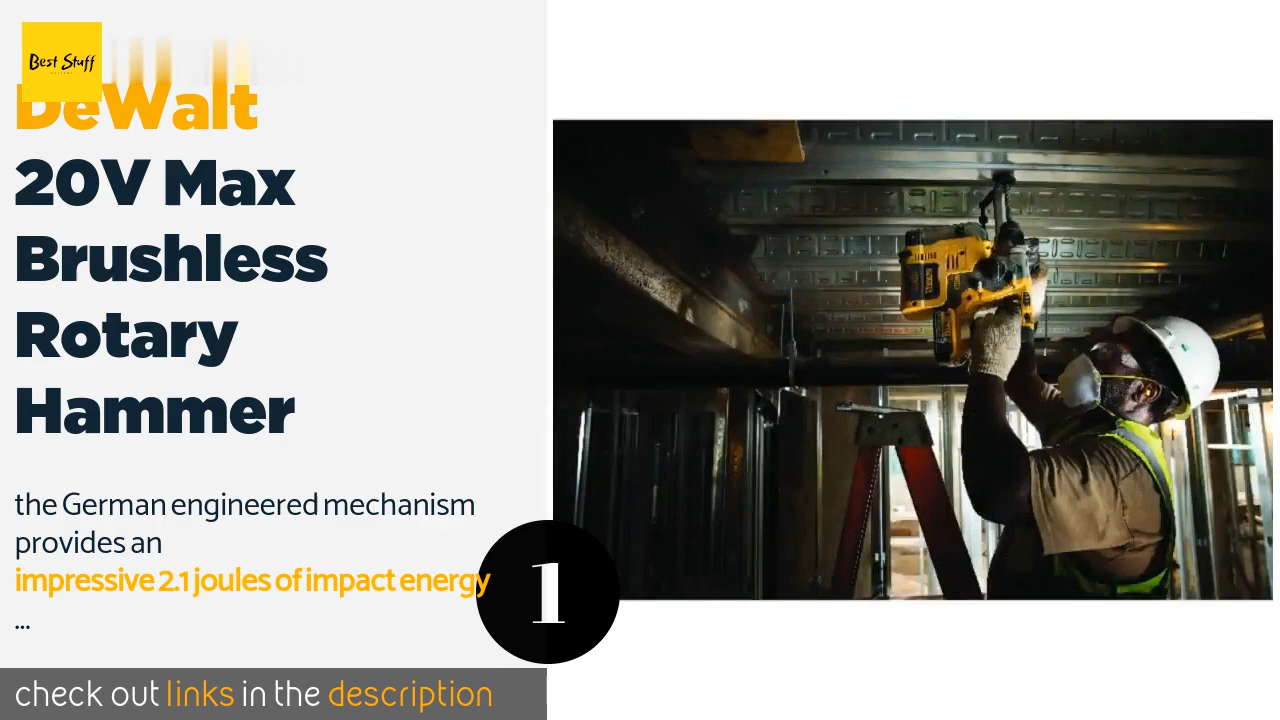 Best Stuff
DeWalt
20V Max
Brushless
Rotary
Hammer
the German engineered mechanism
provides an
impressive 2.1 joules of impact energy
...
1
check out links in the description